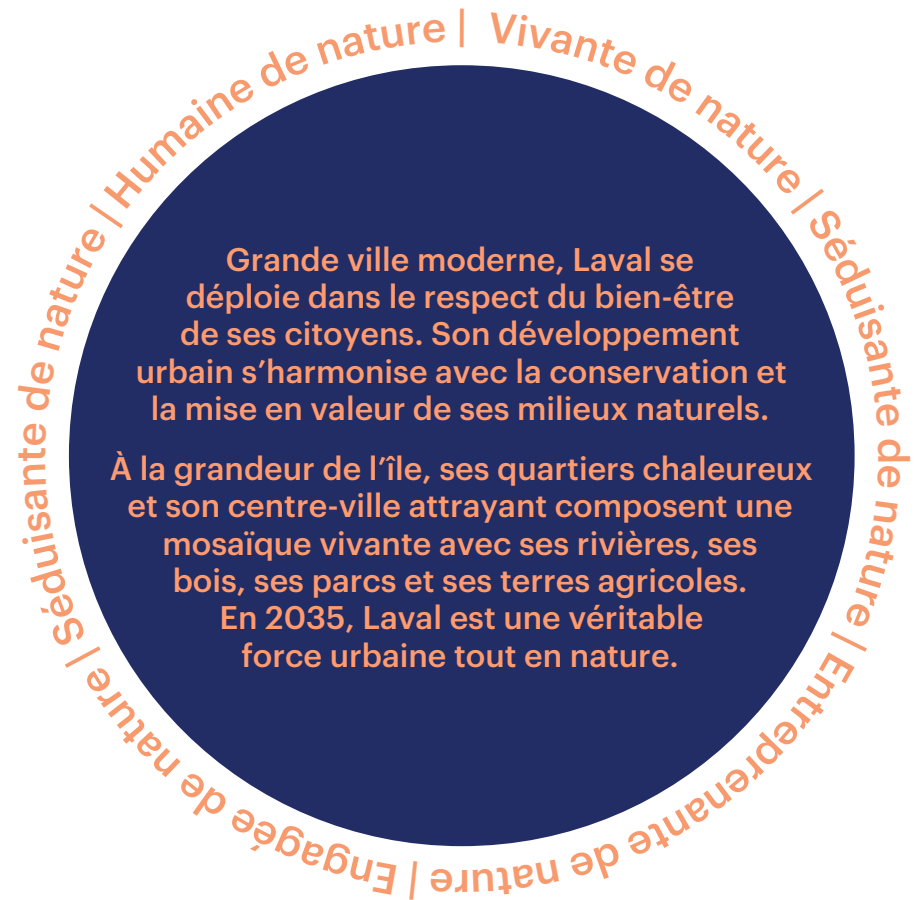 Vivante de nature | Séduisante de nature | Entreprenante de nature | Engagée de nature | Séduisante de nature | Humaine de nature |
Grande ville moderne, Laval se
déploie dans le respect du bien-être
de ses citoyens. Son développement
urbain s’harmonise avec la conservation et
la mise en valeur de ses milieux naturels.
À la grandeur de l’île, ses quartiers chaleureux
et son centre-ville attrayant composent une
mosaïque vivante avec ses rivières, ses
bois, ses parcs et ses terres agricoles.
En 2035, Laval est une véritable
force urbaine tout en nature.